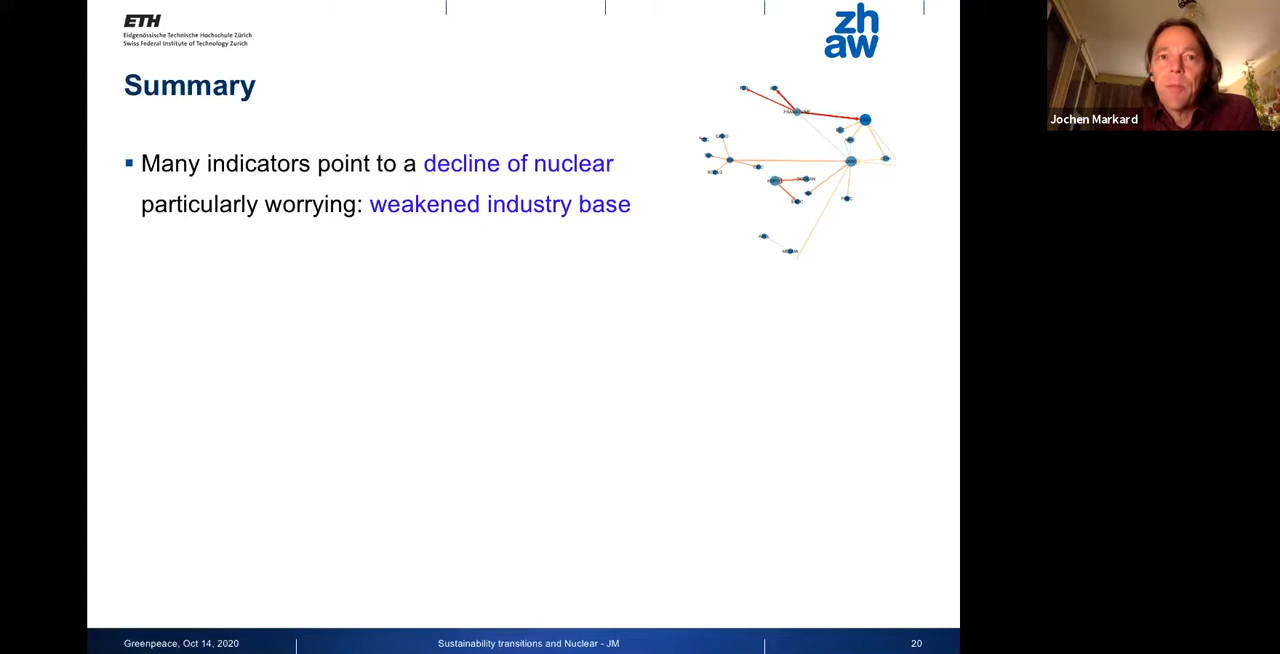 ETH
Eidgenössische Technische Hochschule Zürich
Swiss Federal Institute of Technology Zurich
zh
aw
Jochen Markard
Summary
▪ Many indicators point to a decline of nuclear
particularly worrying: weakened industry base
Greenpeace, Oct 14, 2020
Sustainability transitions and Nuclear - JM
20